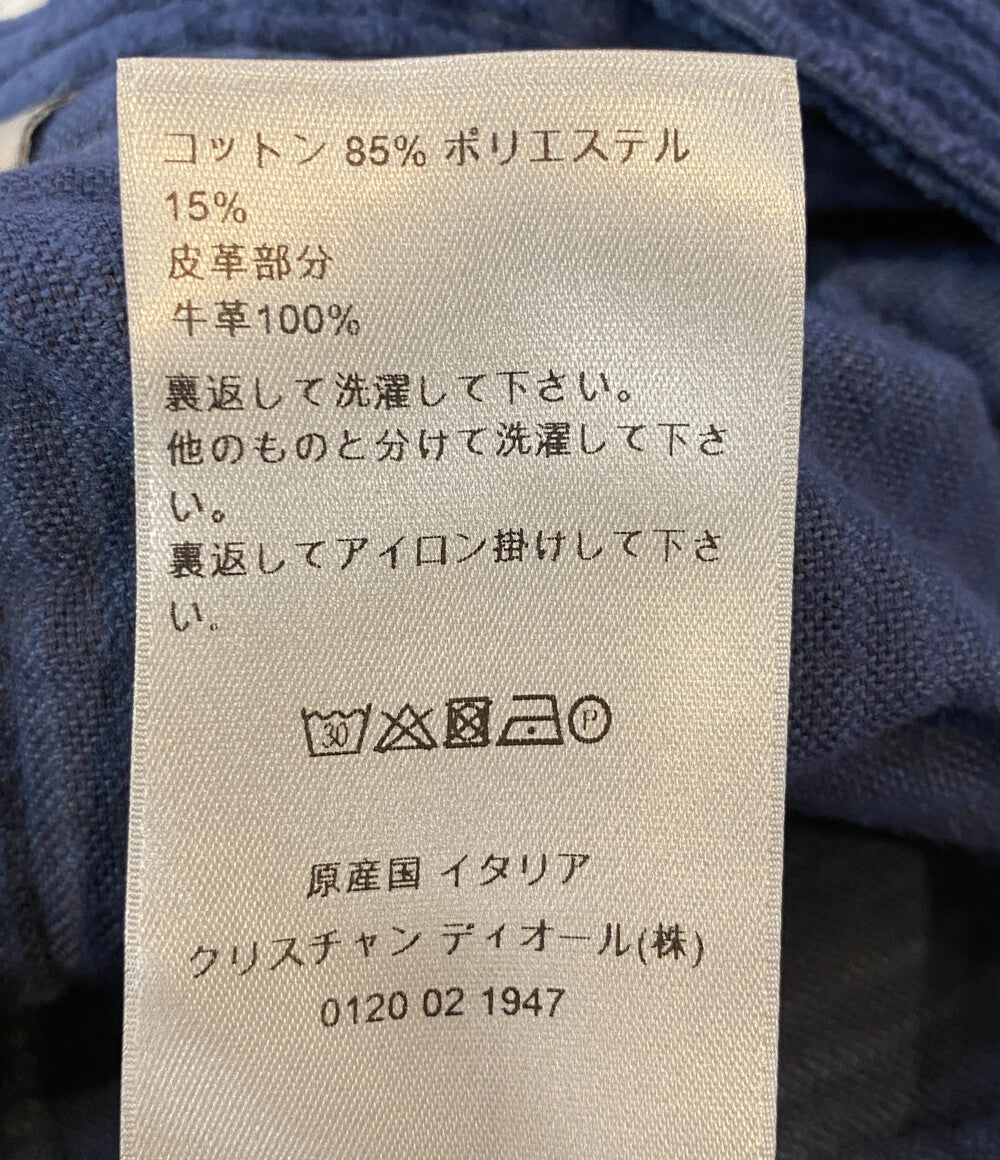 コットン 85% ポリエステル
15%
皮革部分
牛革100%
裏返して洗濯して下さい。
他のものと分けて洗濯して下さ
い。
裏返してアイロン掛けして下さ
い。
30 P
原産国 イタリア
クリスチャン ディオール(株)
0120 02 1947